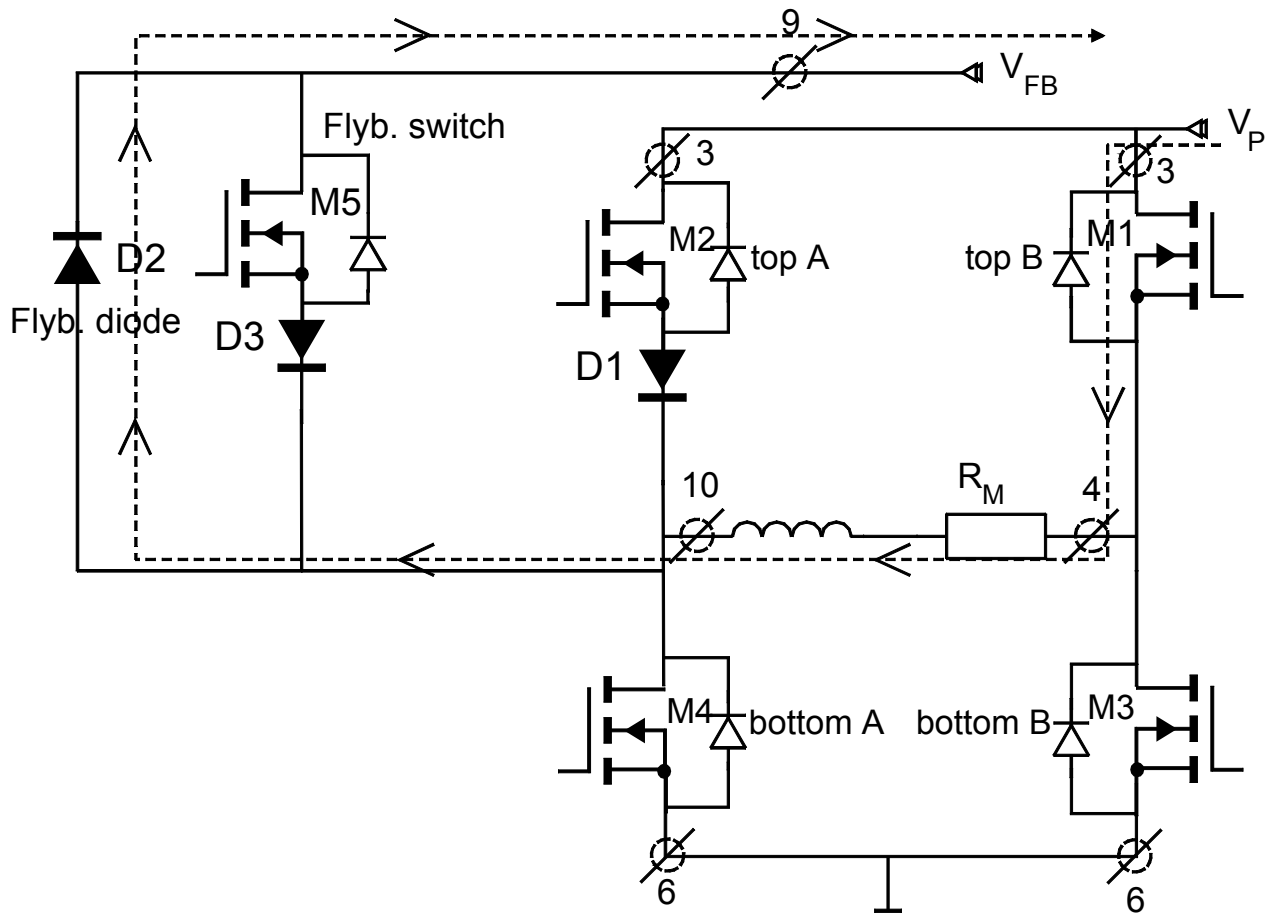 9
V_FB
Flyb. switch
3
V_P
3
M5
M2
top A
top B
M1
D2
Flyb. diode
D3
D1
10
R_M
4
M4
bottom A
bottom B
M3
6
6